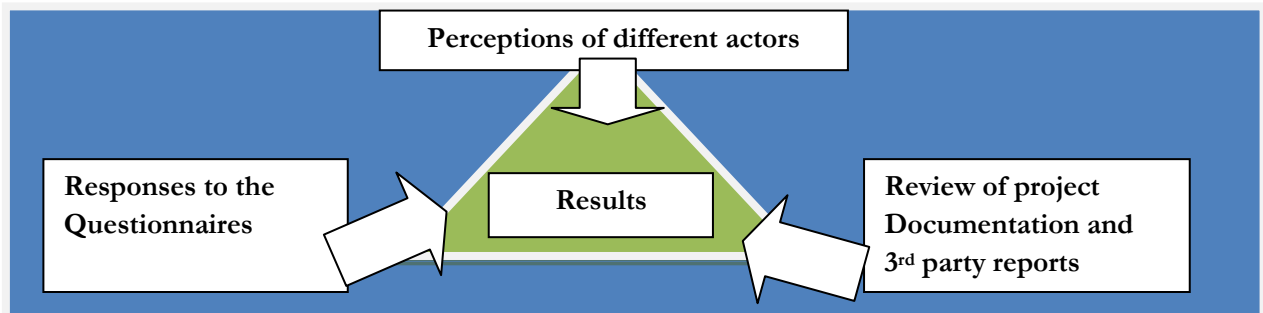 Perceptions of different actors
Responses to the
Questionnaires
Results
Review of project
Documentation and
3rd party reports